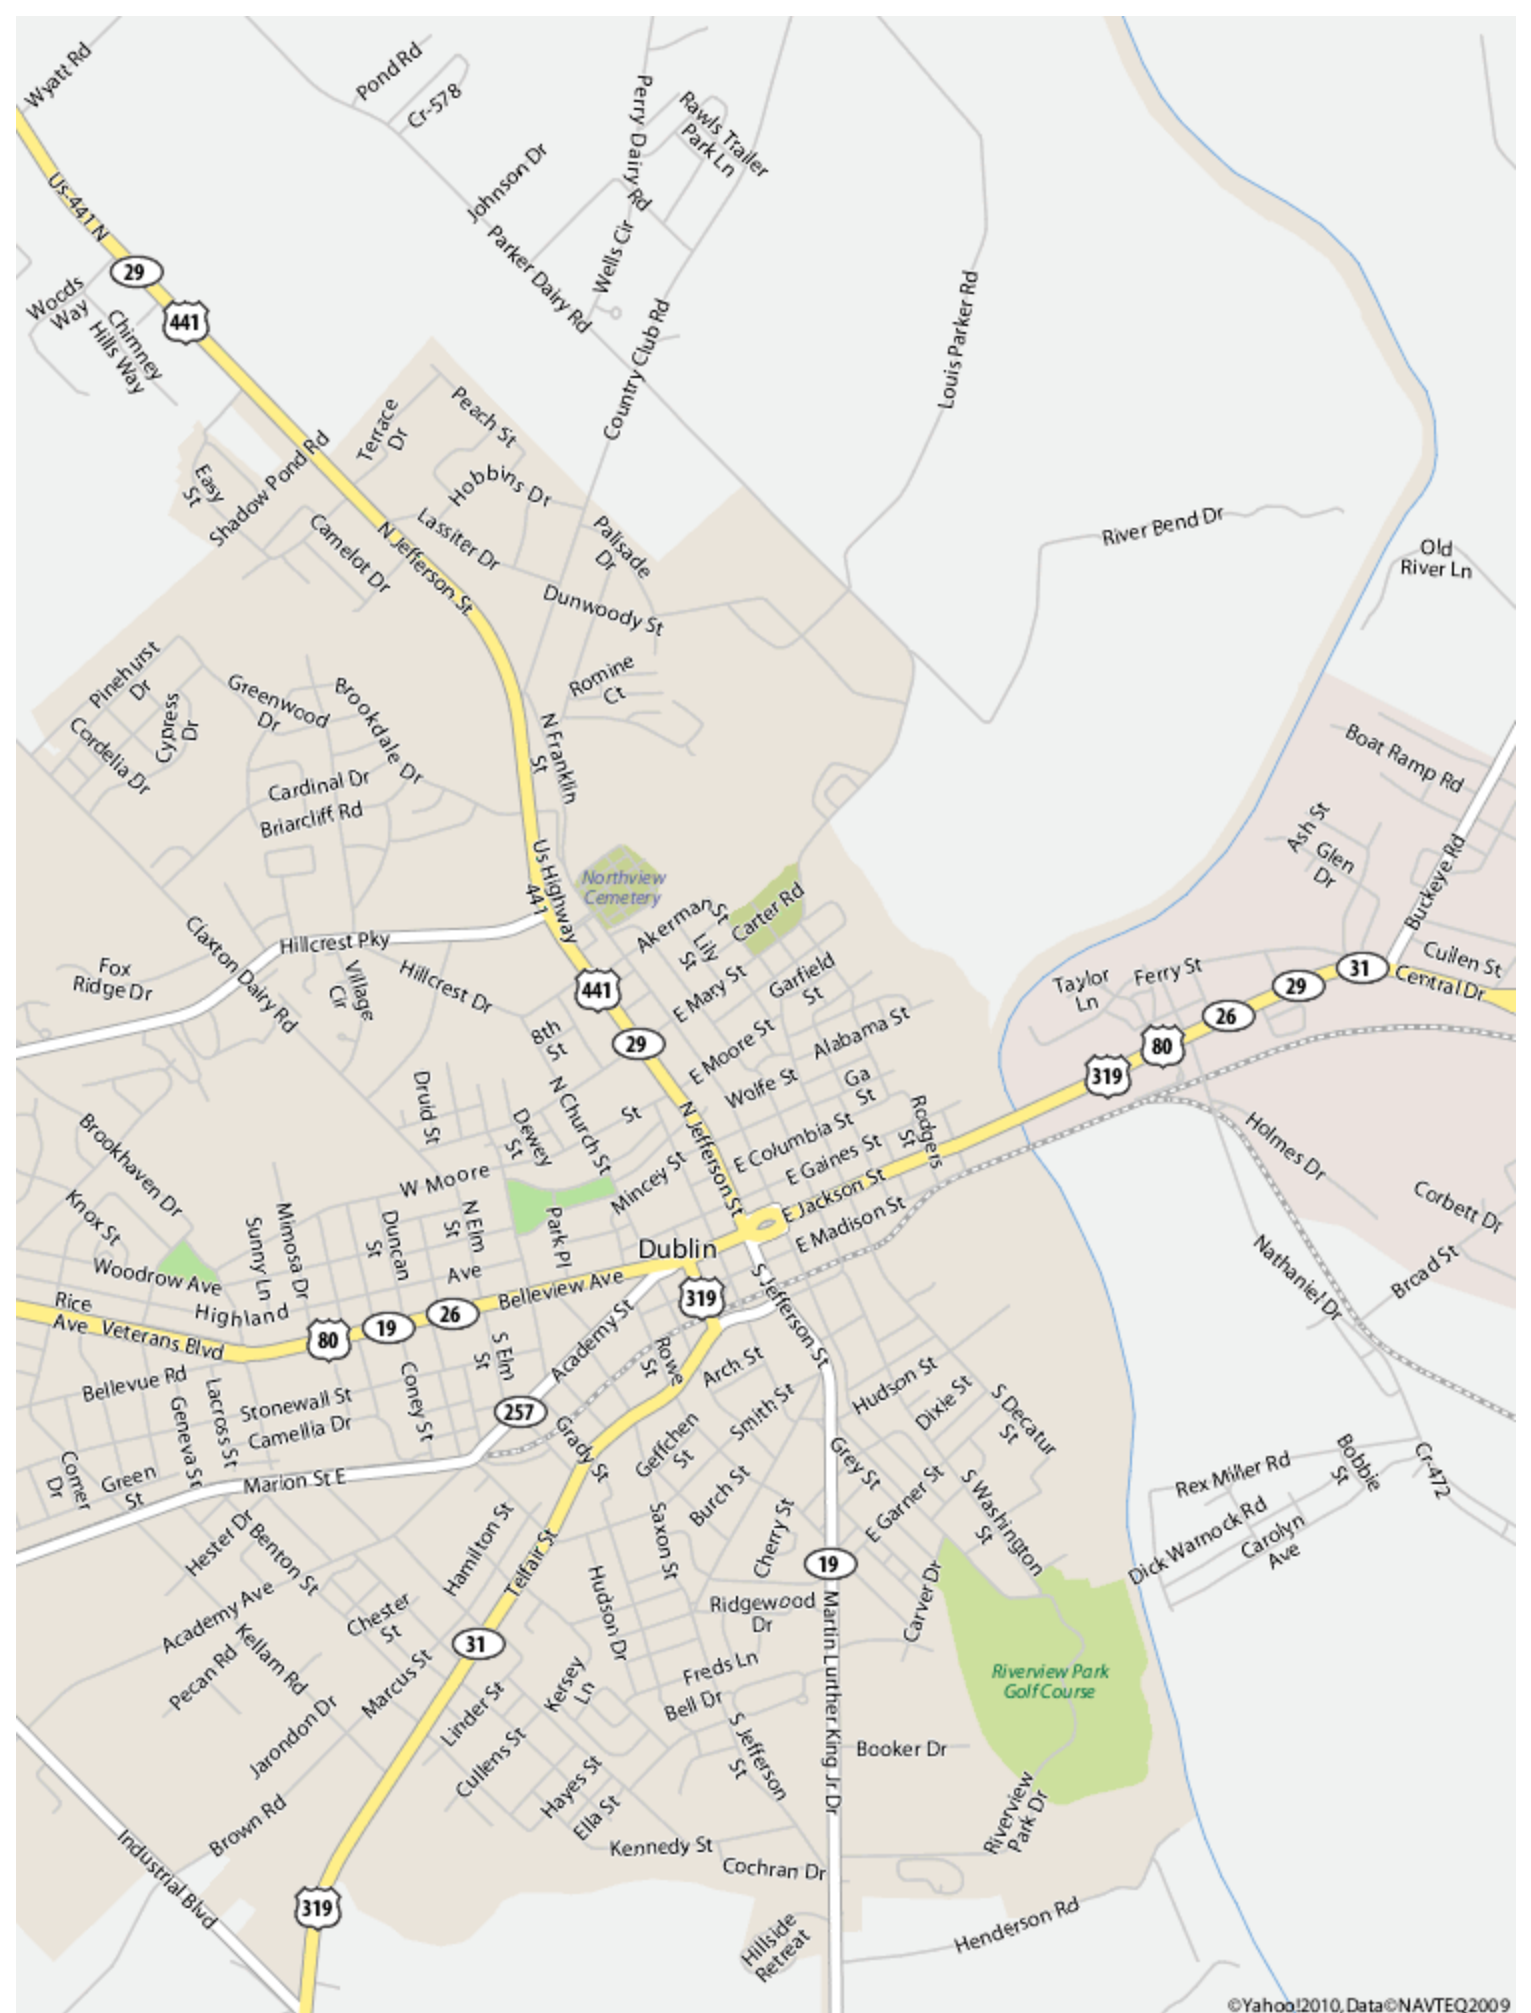 Wyatt Rd
Pond Rd
Cr-578
Perry Dairy Rd
Rawls Trailer
Park Ln
Us-441 N
Johnson Dr
Parker Dairy Rd
Wells Cir
Country Club Rd
Louis Parker Rd
29
441
Woods
Way
Chimney
Hills Way
Terrace
Dr
Peach St
Hobbins Dr
Easy
St
Shadow Pond Rd
Camelot Dr
N Jefferson St
Lassiter Dr
Palisade
Dr
Dunwoody St
River Bend Dr
Old
River Ln
Pinehurst
Dr
Cypress
Dr
Cordelia Dr
Greenwood
Dr
Brookdale Dr
Romine
Ct
N Franklin
St
Cardinal Dr
Briarcliff Rd
Boat Ramp Rd
Ash St
Glen
Dr
Buckeye Rd
Us Highway
441
Northview
Cemetery
Akerman St
Lily
St
Carter Rd
Claxton Dairy Rd
Hillcrest Pky
Fox
Ridge Dr
Village
Cir
Hillcrest Dr
441
E Mary St
Garfield
St
Taylor
Ln
Ferry St
29
31
Cullen St
Central Dr
26
80
319
8th
St
29
E Moore St
Alabama St
Wolfe St
Ga
St
Rodgers
St
Druid St
Dewey
St
N Church St
St
N Jefferson St
E Columbia St
E Gaines St
E Jackson St
E Madison St
Holmes Dr
Corbett Dr
Broad St
Nathaniel Dr
Brookhaven Dr
Knox St
W Moore
Mincey St
Mimosa Dr
Sunny Ln
Duncan
St
N Elm
St
Park Pl
Dublin
Woodrow Ave
Highland
Ave
Belleview Ave
Rice
Ave
Veterans Blvd
80
19
26
319
S Jefferson St
Academy St
S Elm
St
Rowe
St
Arch St
Bellevue Rd
Lacross St
Geneva St
Stonewall St
Camellia Dr
Coney St
257
Grady St
Geffchen
St
Smith St
Hudson St
Dixie St
S Decatur
St
Comer
Dr
Green
St
Marion St E
Burch St
Grey St
E Garner St
S Washington
St
Rex Miller Rd
Bobbie
St
Cr-472
Dick Warnock Rd
Carolyn
Ave
Hester Dr
Benton St
Hamilton St
Telfair St
Saxon St
Cherry St
19
Carver Dr
Academy Ave
Chester
St
Hudson Dr
Ridgewood
Dr
Martin Lurther King Jr Dr
Pecan Rd
Kellam Rd
Marcus St
31
Kersey
Ln
Freds Ln
Bell Dr
Riverview Park
Golf Course
Jarondon Dr
Linder St
Cullens St
S Jefferson
St
Booker Dr
Brown Rd
Hayes St
Ella St
Kennedy St
Cochran Dr
Riverview
Park Dr
Industrial Blvd
319
Hillside
Retreat
Henderson Rd
©Yahoo!2010,Data©NAVTEQ2009